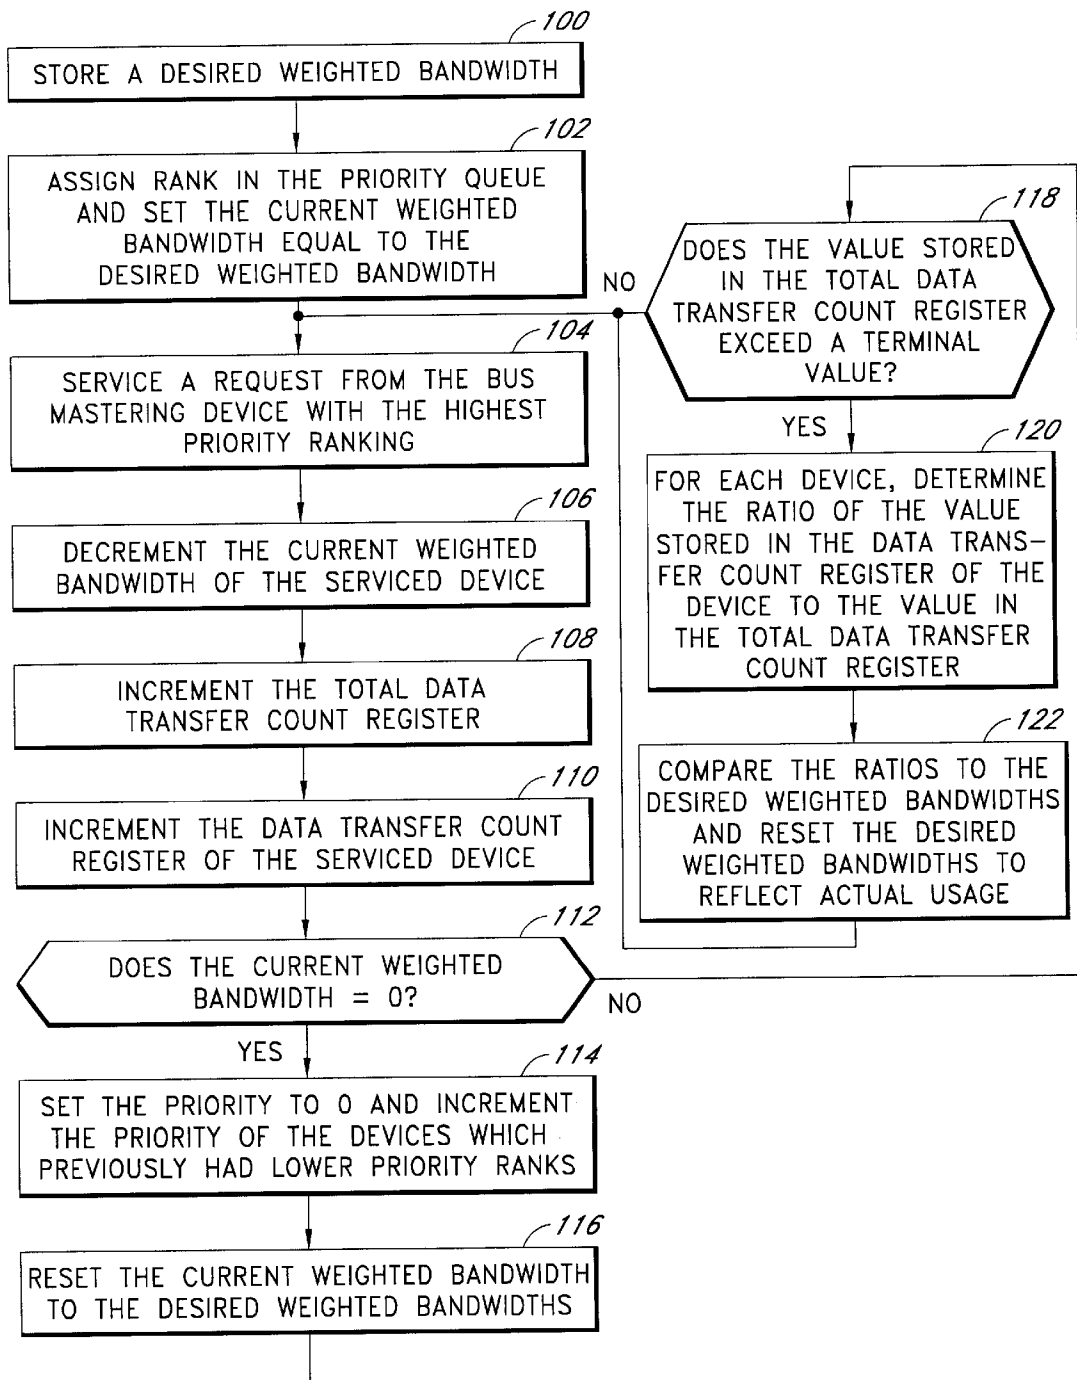 100
STORE A DESIRED WEIGHTED BANDWIDTH
102
ASSIGN RANK IN THE PRIORITY QUEUE
AND SET THE CURRENT WEIGHTED
BANDWIDTH EQUAL TO THE
DESIRED WEIGHTED BANDWIDTH
104
SERVICE A REQUEST FROM THE BUS
MASTERING DEVICE WITH THE HIGHEST
PRIORITY RANKING
106
DECREMENT THE CURRENT WEIGHTED
BANDWIDTH OF THE SERVICED DEVICE
108
INCREMENT THE TOTAL DATA
TRANSFER COUNT REGISTER
110
INCREMENT THE DATA TRANSFER COUNT
REGISTER OF THE SERVICED DEVICE
112
DOES THE CURRENT WEIGHTED
BANDWIDTH = 0?
NO
YES
114
SET THE PRIORITY TO 0 AND INCREMENT
THE PRIORITY OF THE DEVICES WHICH
PREVIOUSLY HAD LOWER PRIORITY RANKS
116
RESET THE CURRENT WEIGHTED BANDWIDTH
TO THE DESIRED WEIGHTED BANDWIDTHS
118
DOES THE VALUE STORED
IN THE TOTAL DATA
TRANSFER COUNT REGISTER
EXCEED A TERMINAL
VALUE?
NO
YES
120
FOR EACH DEVICE, DETERMINE
THE RATIO OF THE VALUE
STORED IN THE DATA TRANS-
FER COUNT REGISTER OF THE
DEVICE TO THE VALUE IN
THE TOTAL DATA TRANSFER
COUNT REGISTER
122
COMPARE THE RATIOS TO THE
DESIRED WEIGHTED BANDWIDTHS
AND RESET THE DESIRED
WEIGHTED BANDWIDTHS TO
REFLECT ACTUAL USAGE